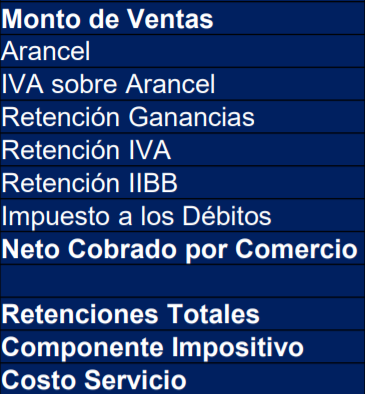 Monto de Ventas
Arancel
IVA sobre Arancel
Retención Ganancias
Retención IVA
Retención IIBB
Impuesto a los Débitos
Neto Cobrado por Comercio
Retenciones Totales
Componente Impositivo
Costo Servicio